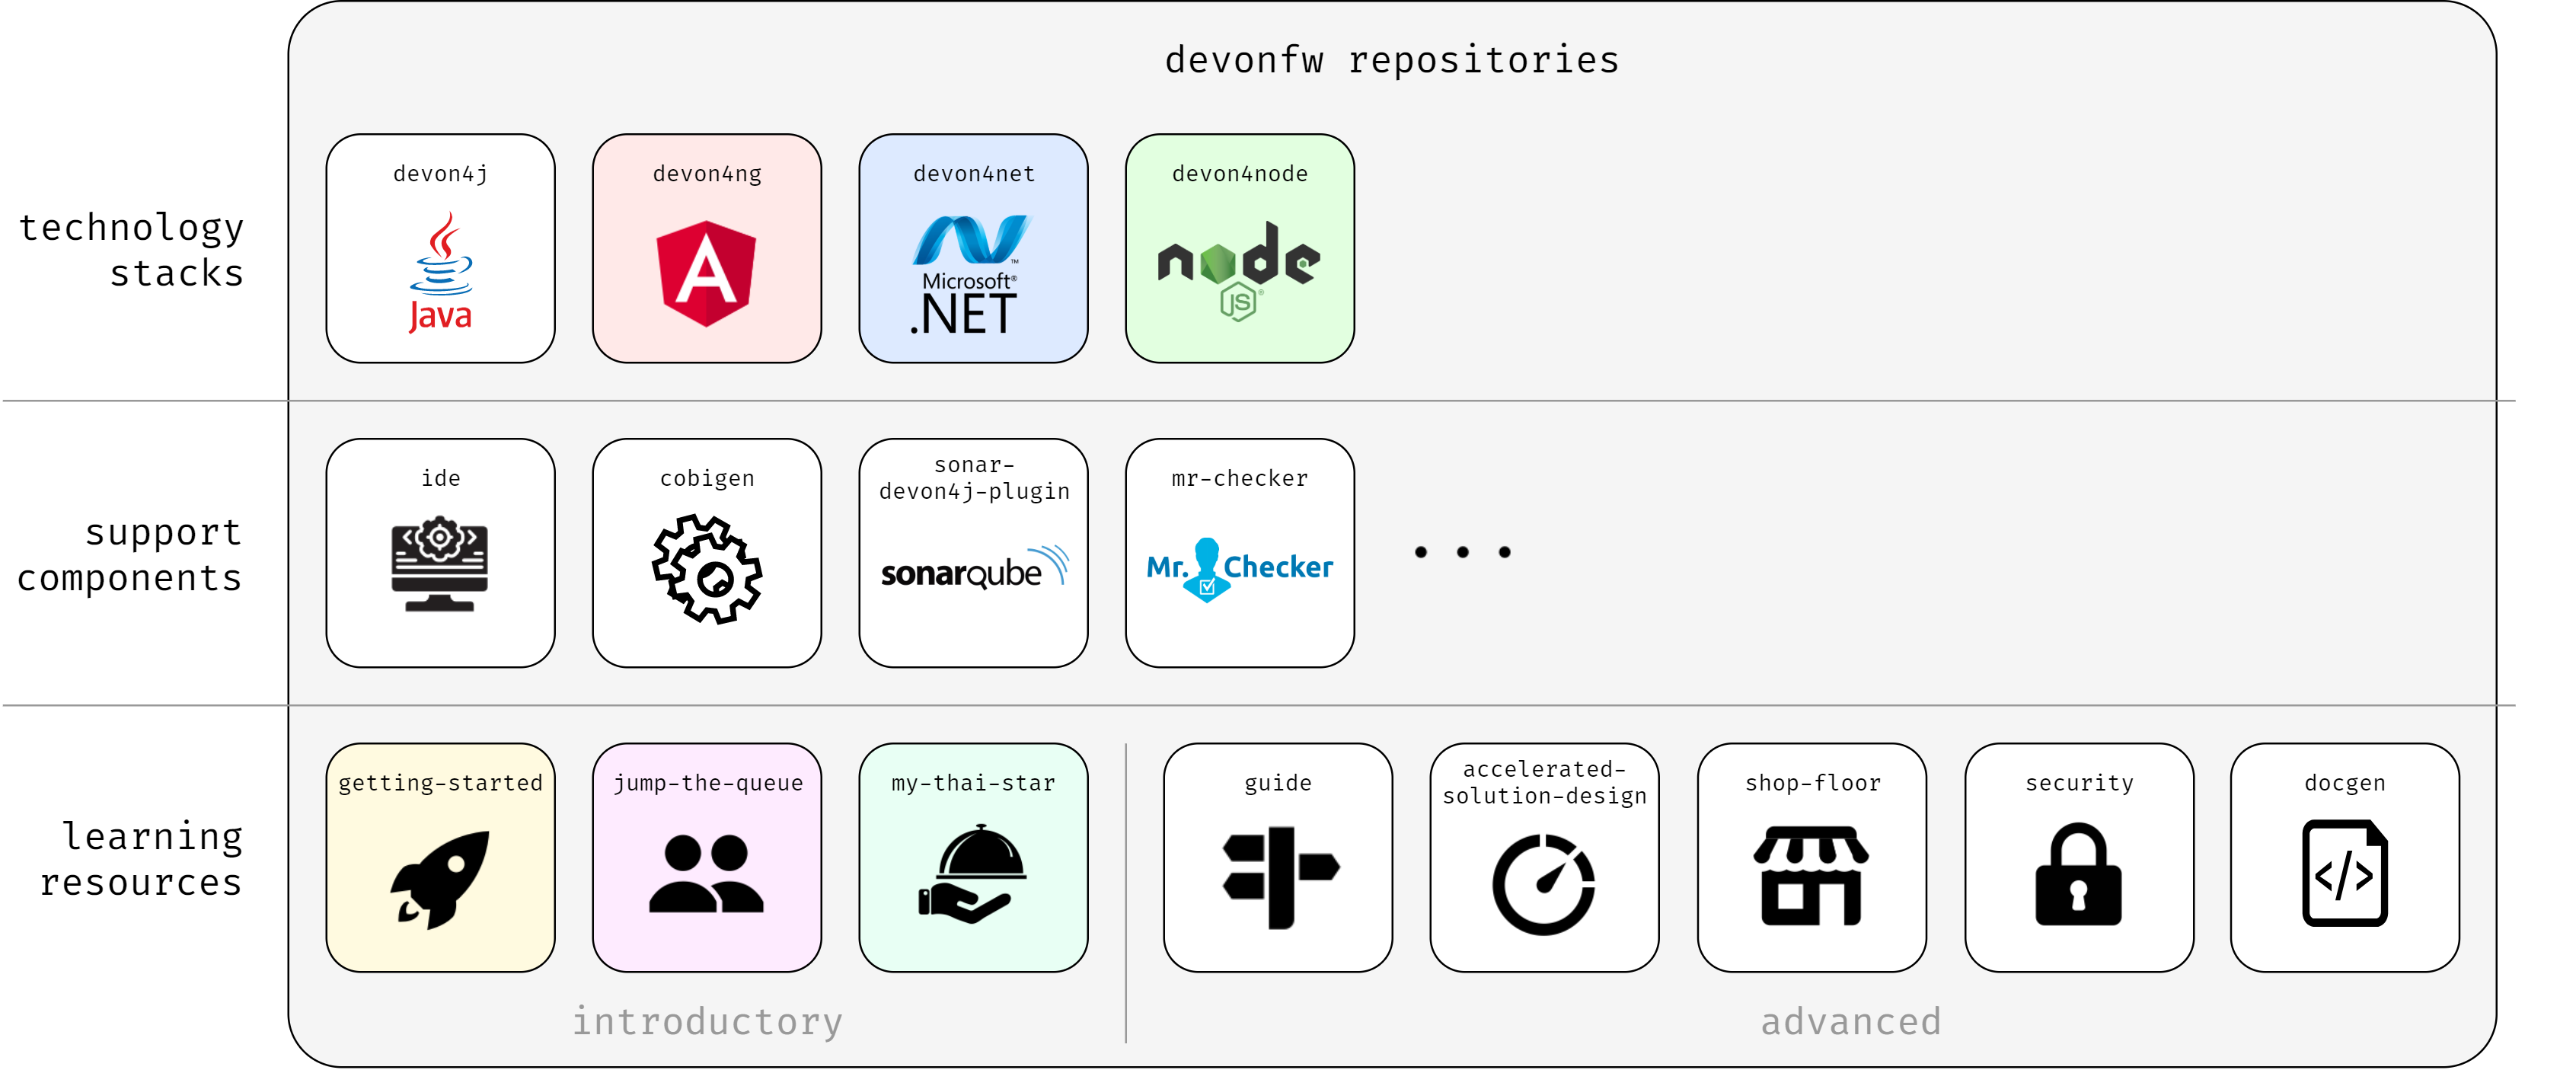 devonfw repositories
technology
stacks
devon4j
Java
devon4ng
A
devon4net
™
Microsoft®
.NET
devon4node
node
JS®
support
components
ide
cobigen
sonar-
devon4j-plugin
sonarqube
mr-checker
Mr. Checker
• • •
learning
resources
getting-started
jump-the-queue
my-thai-star
guide
accelerated-
solution-design
shop-floor
security
docgen
</>
introductory
advanced